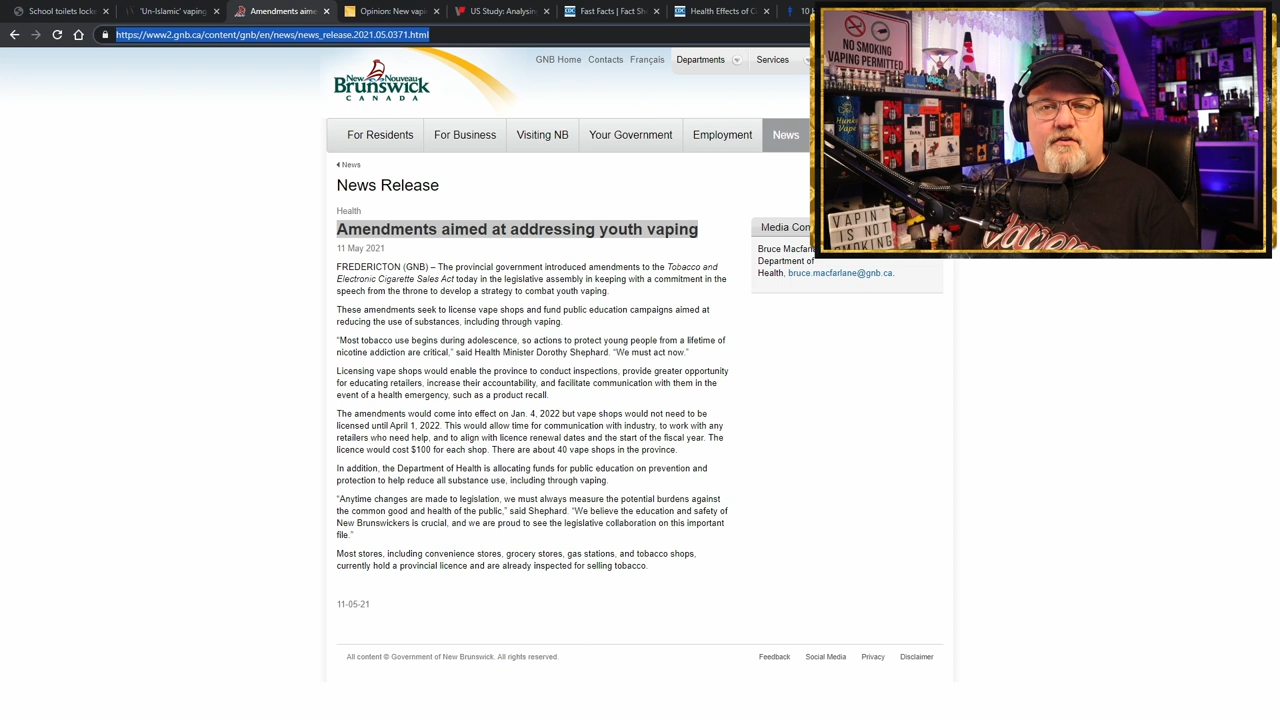 School toilets locke
'Un-Islamic' vaping
Amendments aime
Opinion: New vapi
US Study: Analysin
Fast Facts | Fact Sh
Health Effects of C
10
https://www2.gnb.ca/content/gnb/en/news/news_release.2021.05.0371.html
GNB Home Contacts Français Departments Services
New Nouveau
Brunswick
CANADA
For Residents For Business Visiting NB Your Government Employment News
News
News Release
Health
Amendments aimed at addressing youth vaping
11 May 2021
FREDERICTON (GNB) – The provincial government introduced amendments to the Tobacco and
Electronic Cigarette Sales Act today in the legislative assembly in keeping with a commitment in the
speech from the throne to develop a strategy to combat youth vaping.
These amendments seek to license vape shops and fund public education campaigns aimed at
reducing the use of substances, including through vaping.
“Most tobacco use begins during adolescence, so actions to protect young people from a lifetime of
nicotine addiction are critical,” said Health Minister Dorothy Shephard. “We must act now.”
Licensing vape shops would enable the province to conduct inspections, provide greater opportunity
for educating retailers, increase their accountability, and facilitate communication with them in the
event of a health emergency, such as a product recall.
The amendments would come into effect on Jan. 4, 2022 but vape shops would not need to be
licensed until April 1, 2022. This would allow time for communication with industry, to work with any
retailers who need help, and to align with licence renewal dates and the start of the fiscal year. The
licence would cost $100 for each shop. There are about 40 vape shops in the province.
In addition, the Department of Health is allocating funds for public education on prevention and
protection to help reduce all substance use, including through vaping.
“Anytime changes are made to legislation, we must always measure the potential burdens against
the common good and health of the public,” said Shephard. “We believe the education and safety of
New Brunswickers is crucial, and we are proud to see the legislative collaboration on this important
file.”
Most stores, including convenience stores, grocery stores, gas stations, and tobacco shops,
currently hold a provincial licence and are already inspected for selling tobacco.
11-05-21
Media Con
Bruce Macfarla
Department of
Health, bruce.macfarlane@gnb.ca.
All content © Government of New Brunswick. All rights reserved.
Feedback Social Media Privacy Disclaimer
NO SMOKING
VAPING PERMITTED
VAPE
VAPIN'
IS NOT
SMOKING